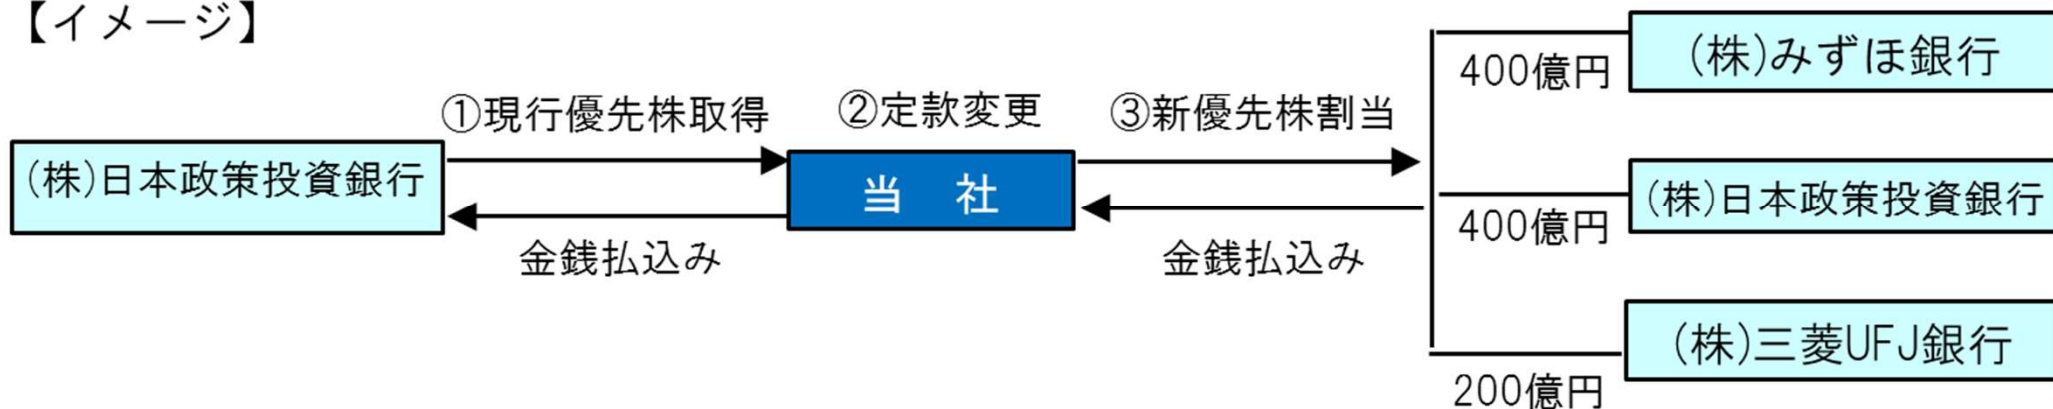 【イメージ】
(株)日本政策投資銀行
①現行優先株取得
金銭払込み
②定款変更
当 社
③新優先株割当
金銭払込み
400億円
(株)みずほ銀行
400億円
(株)日本政策投資銀行
200億円
(株)三菱UFJ銀行